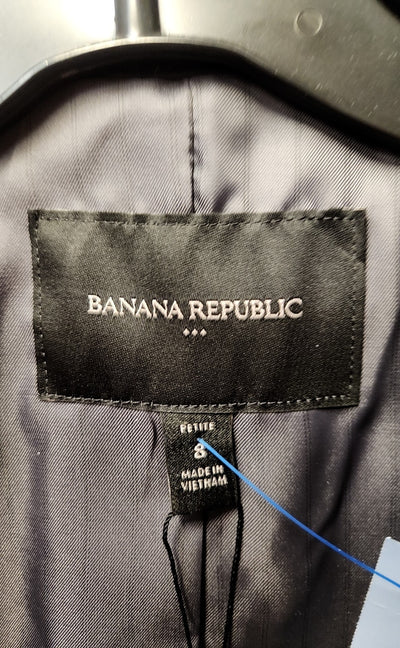 BANANA REPUBLIC
PETITE
8
MADE IN
VIETNAM